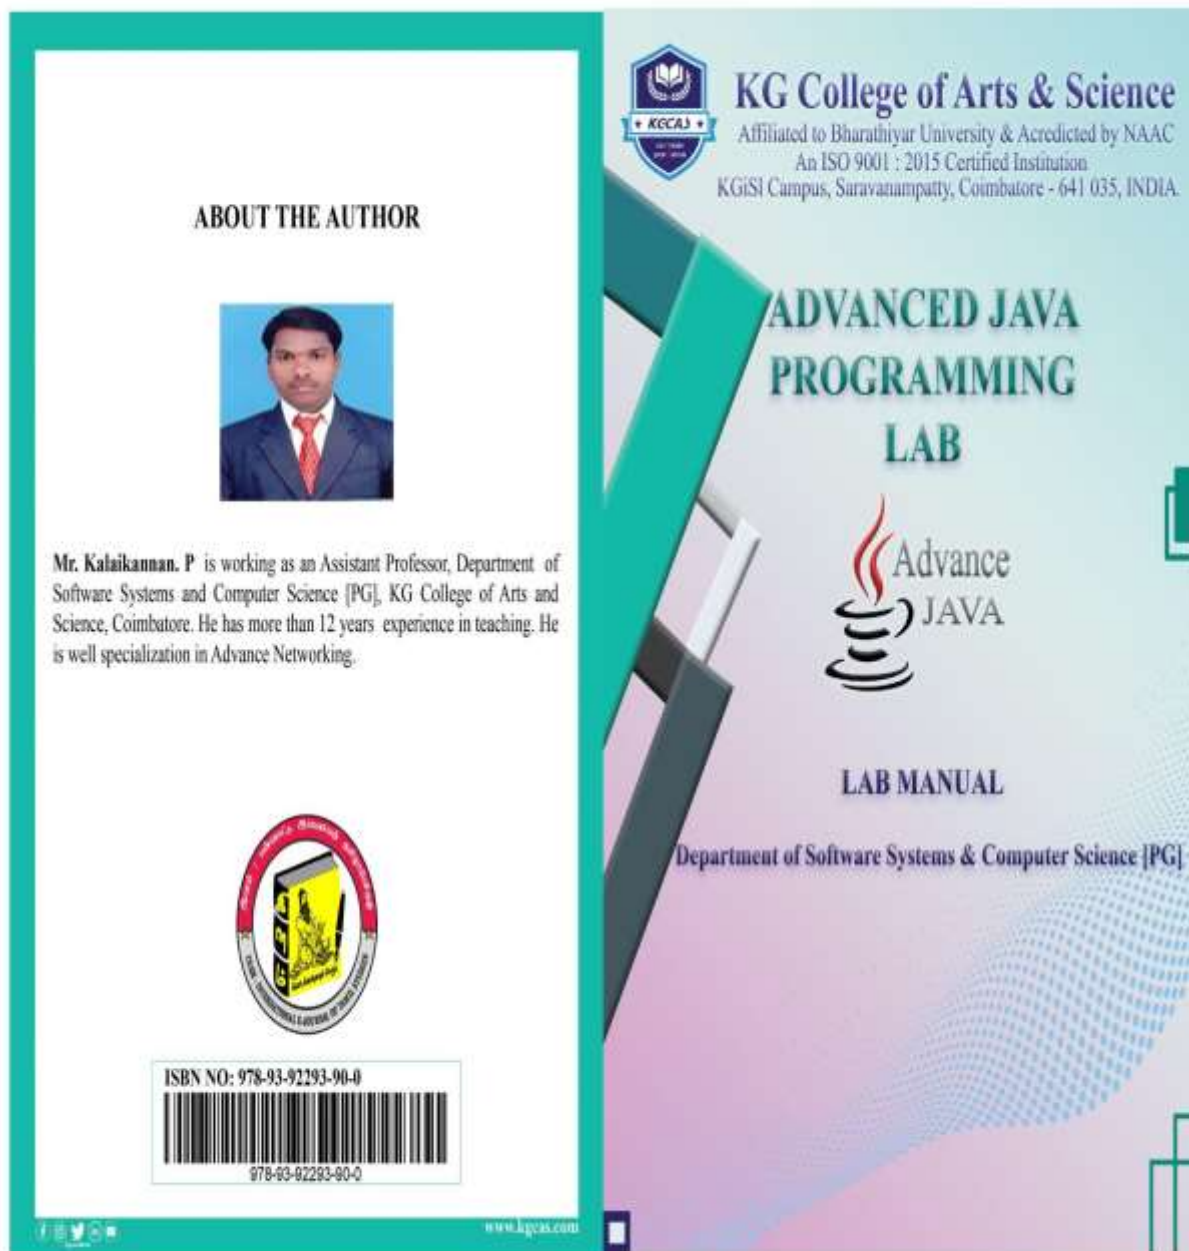 ABOUT THE AUTHOR
Mr. Kalaikannan. P is working as an Assistant Professor, Department of
Software Systems and Computer Science [PG], KG College of Arts and
Science, Coimbatore. He has more than 12 years experience in teaching. He
is well specialization in Advance Networking.
ISBN NO: 978-93-92293-90-0
978-93-92293-90-0
www.kgcas.com
KGCAS
KG College of Arts & Science
Affiliated to Bharathiyar University & Acredicted by NAAC
An ISO 9001 : 2015 Certified Institution
KGiSl Campus, Saravanampatty, Coimbatore - 641 035, INDIA.
ADVANCED JAVA
PROGRAMMING
LAB
Advance
JAVA
LAB MANUAL
Department of Software Systems & Computer Science [PG]